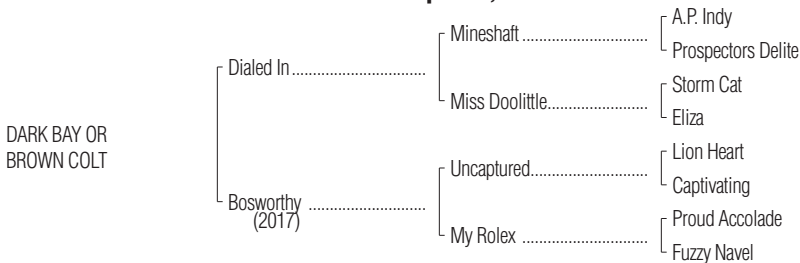 DARK BAY OR
BROWN COLT
Dialed In
Bosworthy
(2017)
Mineshaft
Miss Doolittle
Uncaptured
My Rolex
A.P. Indy
Prospectors Delite
Storm Cat
Eliza
Lion Heart
Captivating
Proud Accolade
Fuzzy Navel